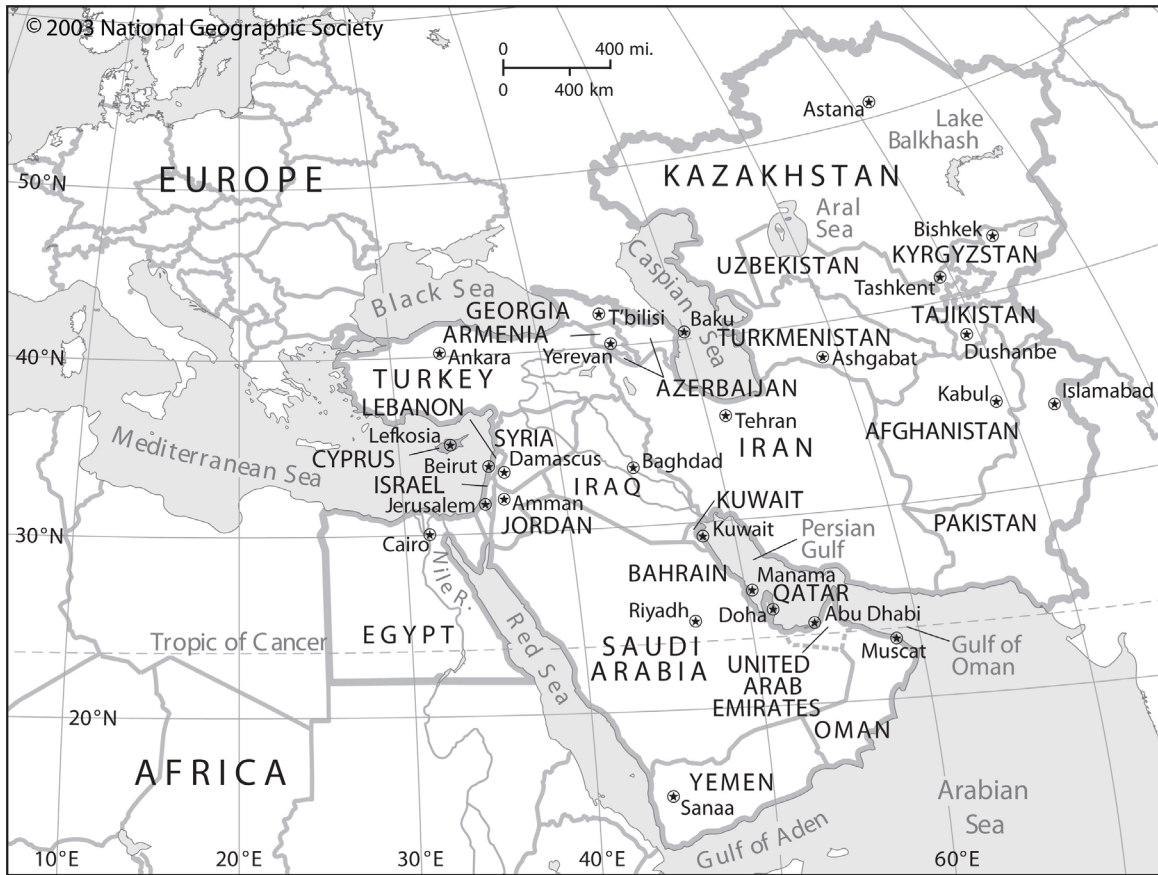 © 2003 National Geographic Society
0 400 mi.
0 400 km
Astana
Lake
Balkhash
50°N
EUROPE
KAZAKHSTAN
Aral
Sea
Bishkek
KYRGYZSTAN
Caspian Sea
UZBEKISTAN
Tashkent
Black Sea
GEORGIA
T'bilisi
Baku
TAJIKISTAN
ARMENIA
TURKMENISTAN
40°N
Ankara
Yerevan
Ashgabat
Dushanbe
TURKEY
AZERBAIJAN
Kabul
Islamabad
LEBANON
Tehran
Lefkosia
SYRIA
IRAN
AFGHANISTAN
Mediterranean Sea
CYPRUS
Beirut
Damascus
Baghdad
ISRAEL
IRAQ
KUWAIT
Jerusalem
Amman
JORDAN
PAKISTAN
30°N
Cairo
Kuwait
Persian
Gulf
Nile R.
BAHRAIN
Manama
QATAR
Riyadh
Doha
Abu Dhabi
EGYPT
Red Sea
Tropic of Cancer
SAUDI
ARABIA
Muscat
Gulf of
Oman
UNITED
ARAB
EMIRATES
20°N
OMAN
AFRICA
YEMEN
Sanaa
Arabian
Sea
Gulf of Aden
10°E
20°E
30°E
40°E
60°E